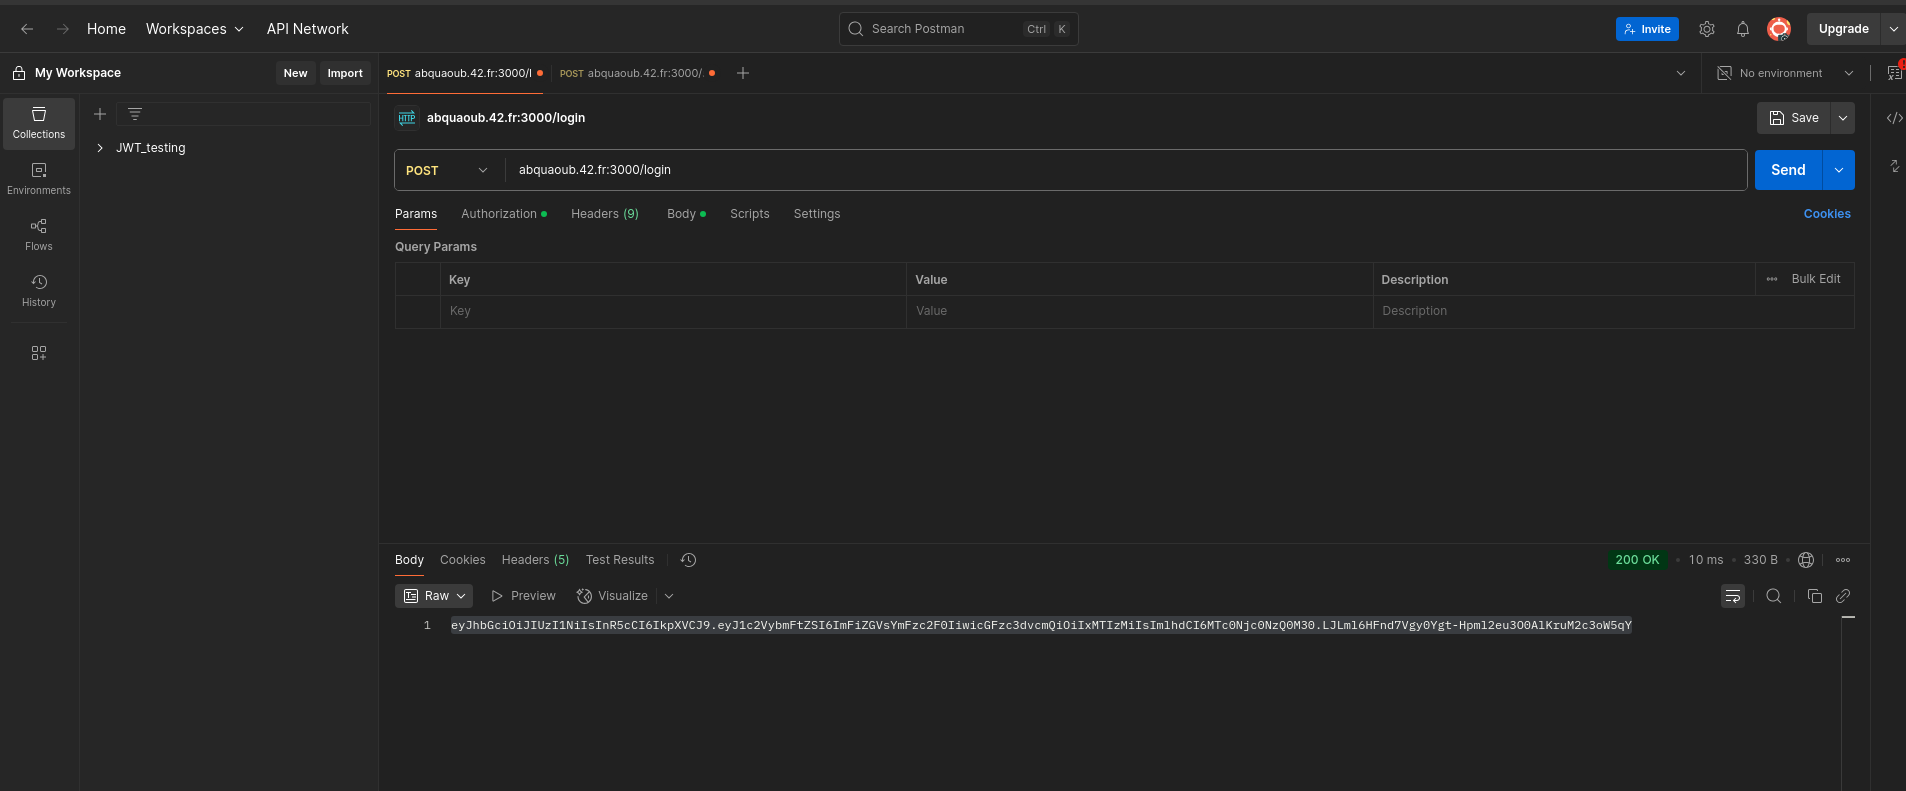 Home Workspaces API Network Search Postman Ctrl K Invite Upgrade
My Workspace New Import POST abquaoub.42.fr:3000/l POST abquaoub.42.fr:3000/. No environment
Collections
Environments
Flows
History
JWT_testing
HTTP abquaoub.42.fr:3000/login Save
POST abquaoub.42.fr:3000/login Send
Params Authorization Headers (9) Body Scripts Settings Cookies
Query Params
Key Value Description Bulk Edit
Key Value Description
Body Cookies Headers (5) Test Results 200 OK • 10 ms • 330 B
Raw Preview Visualize
1 eyJhbGciOiJIUzI1NiIsInR5cCI6IkpXVCJ9.eyJ1c2VybmFtZSI6ImFiZGVsYmFzc2F0IiwicGFzc3dvcmQiOiIxMTIzMiIsImlhdCI6MTc0Njc0NzQ0M30.LJLml6HFnd7Vgy0Ygt-Hpml2eu3O0AlKruM2c3oW5qY